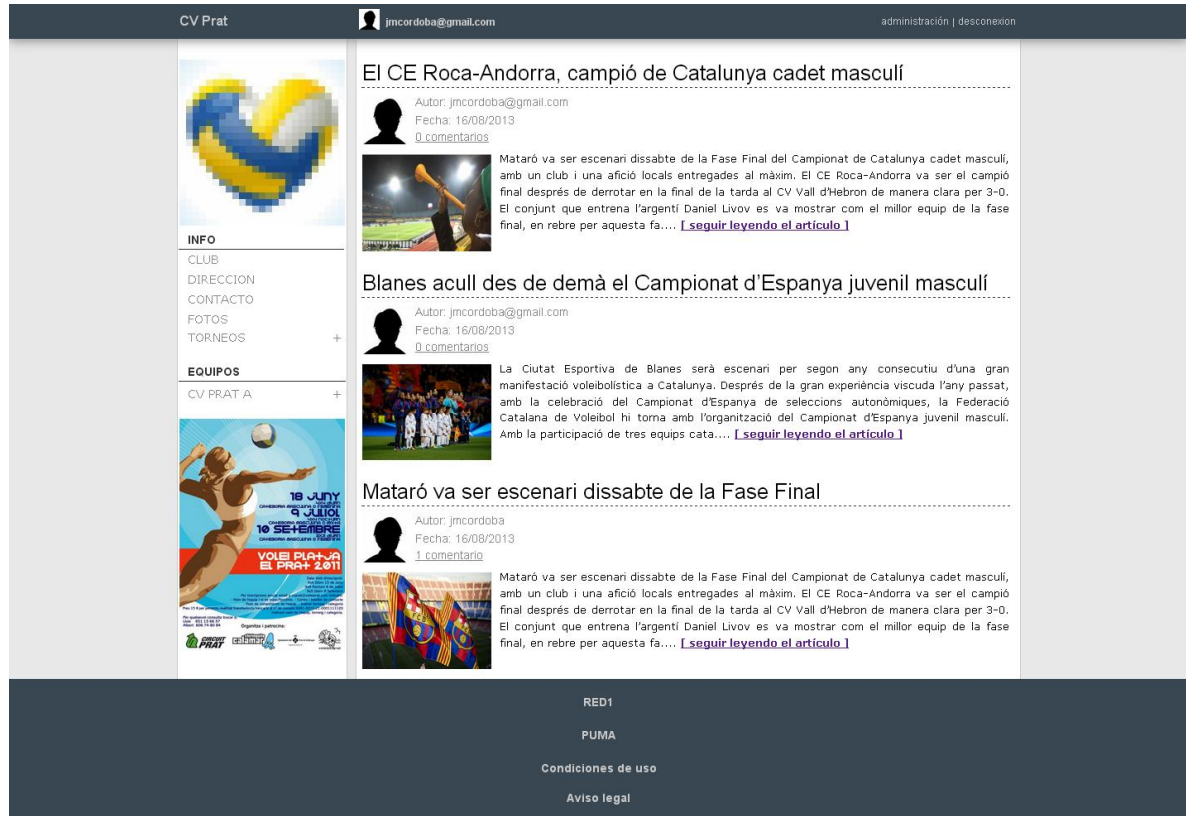 CV Prat
jmcordoba@gmail.com
administración | desconexion
INFO
CLUB
DIRECCION
CONTACTO
FOTOS
TORNEOS +
EQUIPOS
CV PRAT A +
18 JUNY
9 JULIOL
10 SETEMBRE
VOLEI PLATJA
EL PRAT 2011
Organitza i patrocina:
CIRCUIT
PRAT
calamar
El CE Roca-Andorra, campió de Catalunya cadet masculí
Autor: jmcordoba@gmail.com
Fecha: 16/08/2013
0 comentarios
Mataró va ser escenari dissabte de la Fase Final del Campionat de Catalunya cadet masculí,
amb un club i una afició locals entregades al màxim. El CE Roca-Andorra va ser el campió
final després de derrotar en la final de la tarda al CV Vall d'Hebron de manera clara per 3-0.
El conjunt que entrena l'argentí Daniel Livov es va mostrar com el millor equip de la fase
final, en rebre per aquesta fa.... [ seguir leyendo el artículo ]
Blanes acull des de demà el Campionat d'Espanya juvenil masculí
Autor: jmcordoba@gmail.com
Fecha: 16/08/2013
0 comentarios
La Ciutat Esportiva de Blanes serà escenari per segon any consecutiu d'una gran
manifestació voleibolística a Catalunya. Després de la gran experiència viscuda l'any passat,
amb la celebració del Campionat d'Espanya de seleccions autonòmiques, la Federació
Catalana de Voleibol hi torna amb l'organització del Campionat d'Espanya juvenil masculí.
Amb la participació de tres equips cata.... [ seguir leyendo el artículo ]
Mataró va ser escenari dissabte de la Fase Final
Autor: jmcordoba
Fecha: 16/08/2013
1 comentario
Mataró va ser escenari dissabte de la Fase Final del Campionat de Catalunya cadet masculí,
amb un club i una afició locals entregades al màxim. El CE Roca-Andorra va ser el campió
final després de derrotar en la final de la tarda al CV Vall d'Hebron de manera clara per 3-0.
El conjunt que entrena l'argentí Daniel Livov es va mostrar com el millor equip de la fase
final, en rebre per aquesta fa.... [ seguir leyendo el artículo ]
RED1
PUMA
Condiciones de uso
Aviso legal